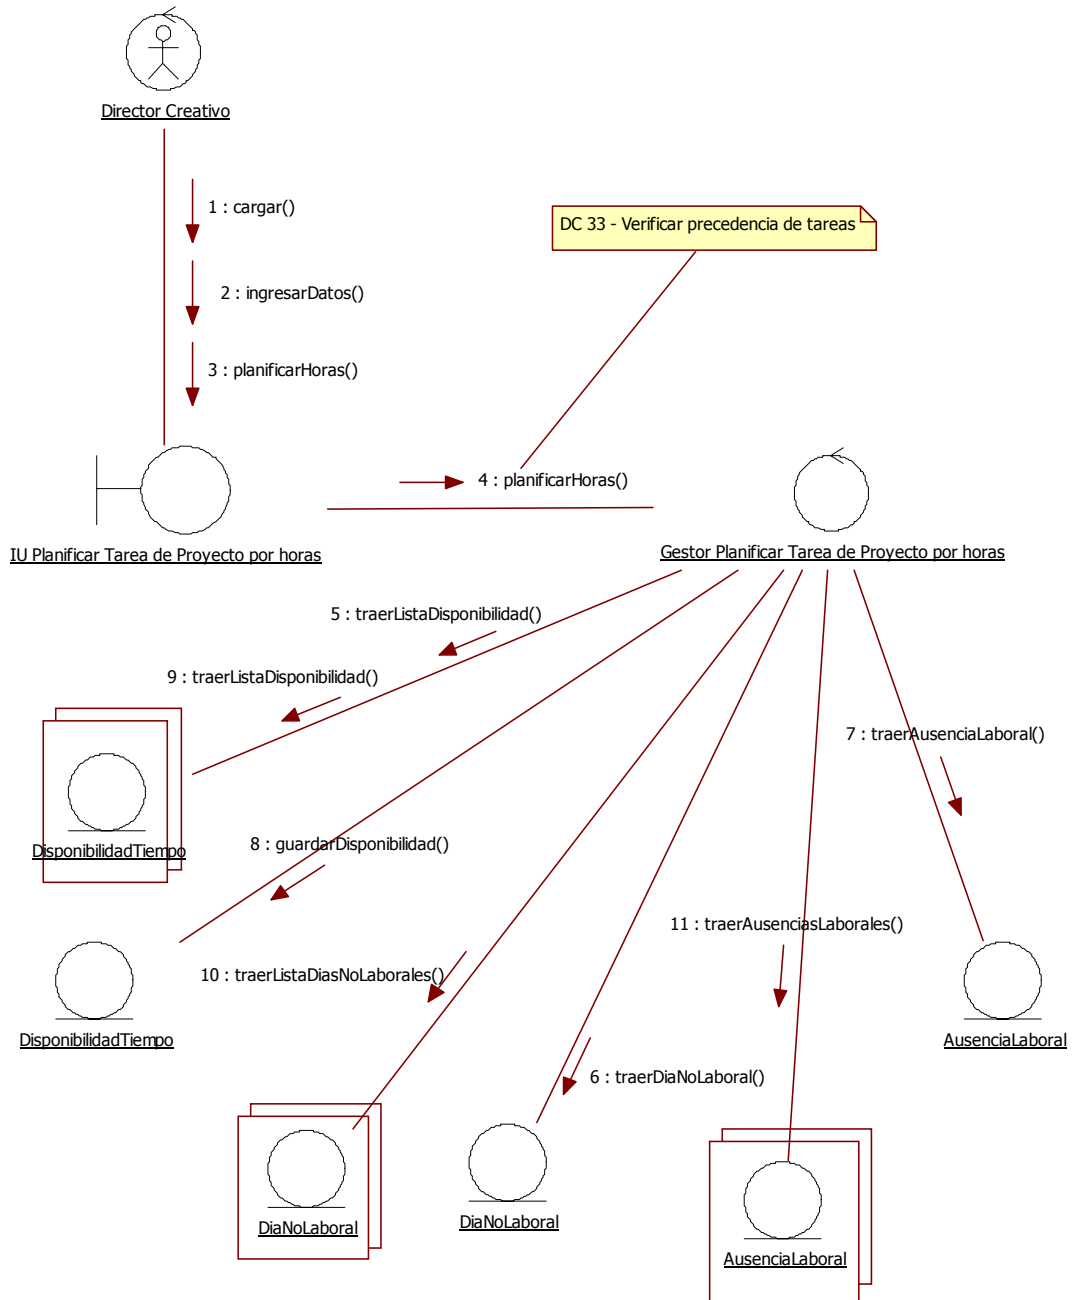 Director Creativo
1 : cargar()
DC 33 - Verificar precedencia de tareas
2 : ingresarDatos()
3 : planificarHoras()
4 : planificarHoras()
IU Planificar Tarea de Proyecto por horas
Gestor Planificar Tarea de Proyecto por horas
5 : traerListaDisponibilidad()
9 : traerListaDisponibilidad()
7 : traerAusenciaLaboral()
DisponibilidadTiempo
8 : guardarDisponibilidad()
11 : traerAusenciasLaborales()
10 : traerListaDiasNoLaborales()
DisponibilidadTiempo
AusenciaLaboral
6 : traerDiaNoLaboral()
DiaNoLaboral
DiaNoLaboral
AusenciaLaboral